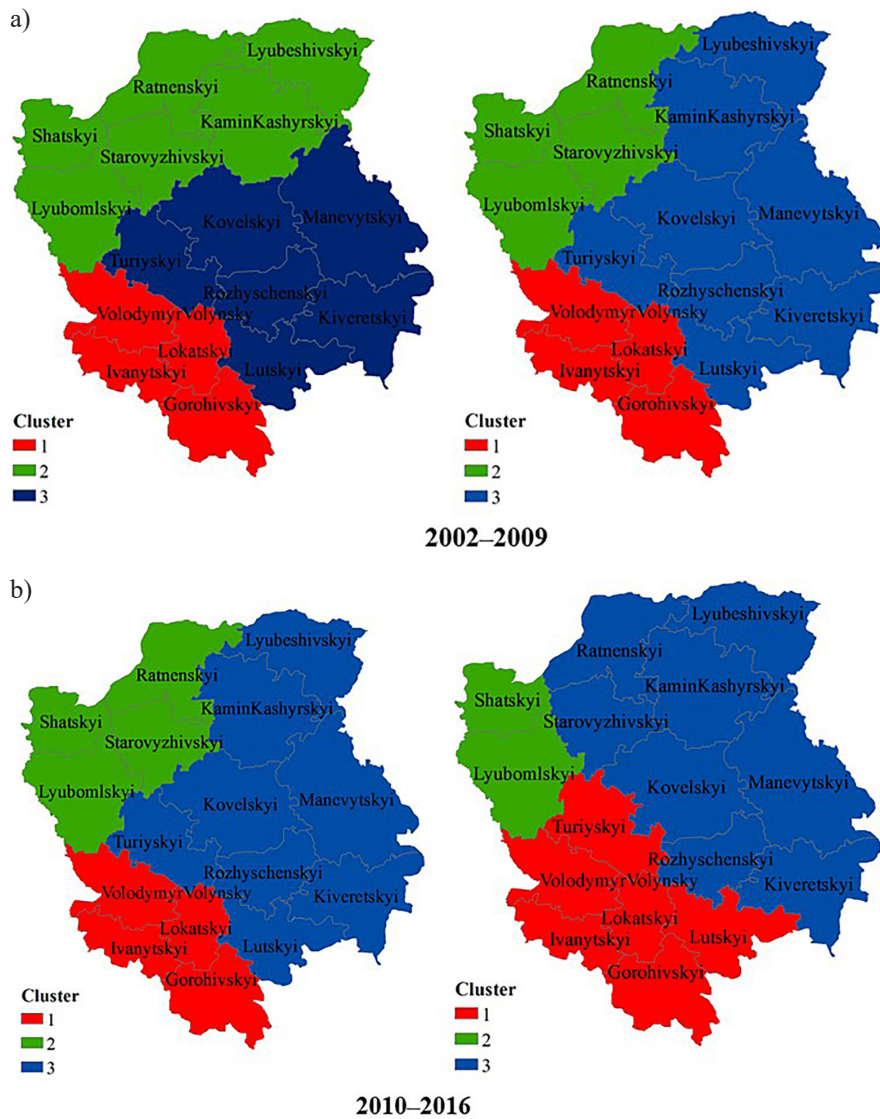 a)
Lyubeshivskyi
Ratnenskyi
KaminKashyrskyi
Shatskyi
Starovyzhivskyi
Lyubomlskyi
Kovelskyi
Manevytskyi
Turiyskyi
Rozhyschenskyi
VolodymyrVolynsky
Kiveretskyi
Lokatskyi
Ivanytskyi
Lutskyi
Gorohivskyi
Cluster
1
2
3
Lyubeshivskyi
Ratnenskyi
KaminKashyrskyi
Shatskyi
Starovyzhivskyi
Lyubomlskyi
Kovelskyi
Manevytskyi
Turiyskyi
Rozhyschenskyi
VolodymyrVolynsky
Kiveretskyi
Lokatskyi
Ivanytskyi
Lutskyi
Gorohivskyi
Cluster
1
2
3
2002–2009
b)
Lyubeshivskyi
Ratnenskyi
KaminKashyrskyi
Shatskyi
Starovyzhivskyi
Lyubomlskyi
Kovelskyi
Manevytskyi
Turiyskyi
Rozhyschenskyi
VolodymyrVolynsky
Kiveretskyi
Lokatskyi
Ivanytskyi
Lutskyi
Gorohivskyi
Cluster
1
2
3
Lyubeshivskyi
Ratnenskyi
KaminKashyrskyi
Shatskyi
Starovyzhivskyi
Lyubomlskyi
Kovelskyi
Manevytskyi
Turiyskyi
Rozhyschenskyi
VolodymyrVolynsky
Kiveretskyi
Lokatskyi
Ivanytskyi
Lutskyi
Gorohivskyi
Cluster
1
2
3
2010–2016